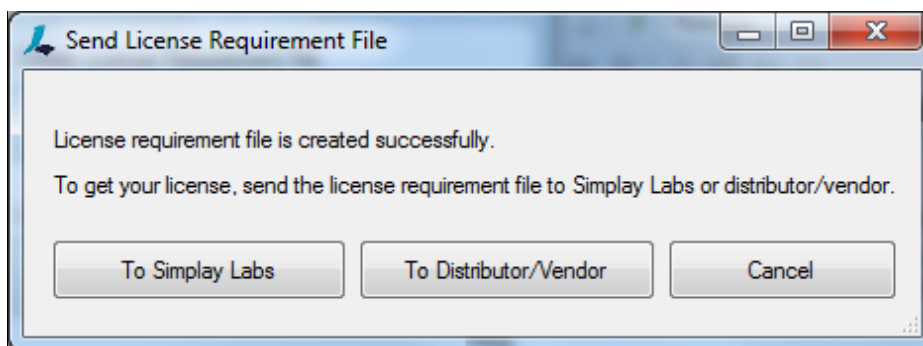 Send License Requirement File
License requirement file is created successfully.
To get your license, send the license requirement file to Simplay Labs or distributor/vendor.
To Simplay Labs
To Distributor/Vendor
Cancel